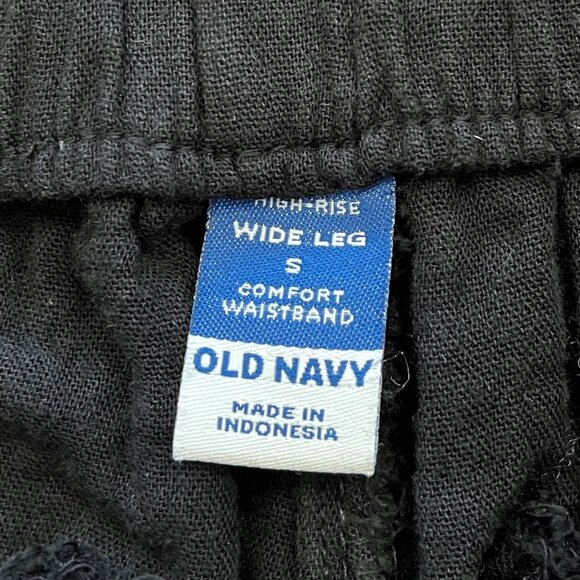 HIGH-RISE
WIDE LEG
S
COMFORT
WAISTBAND
OLD NAVY
MADE IN
INDONESIA